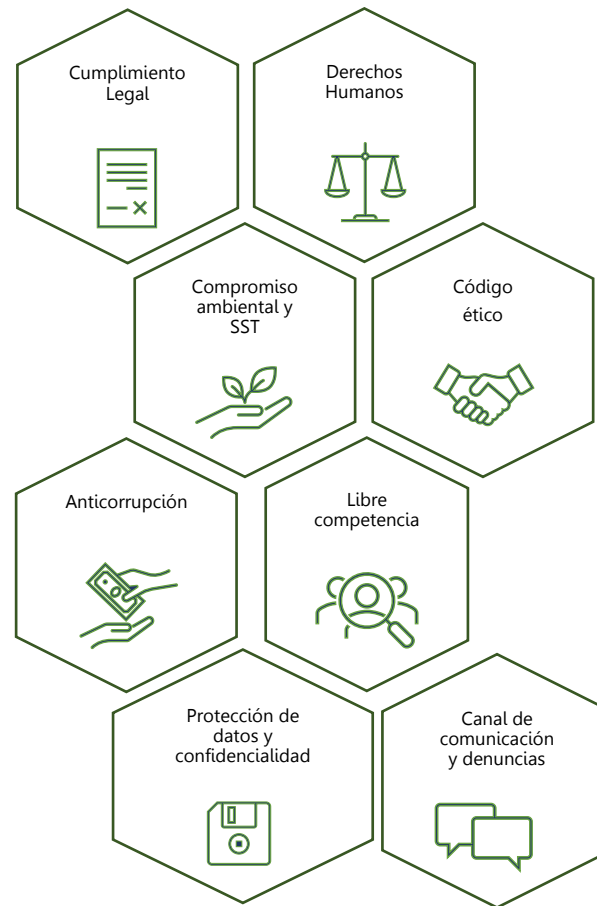 Cumplimiento
Legal
Derechos
Humanos
Compromiso
ambiental y
SST
Código
ético
Anticorrupción
Libre
competencia
Protección de
datos y
confidencialidad
Canal de
comunicación
y denuncias